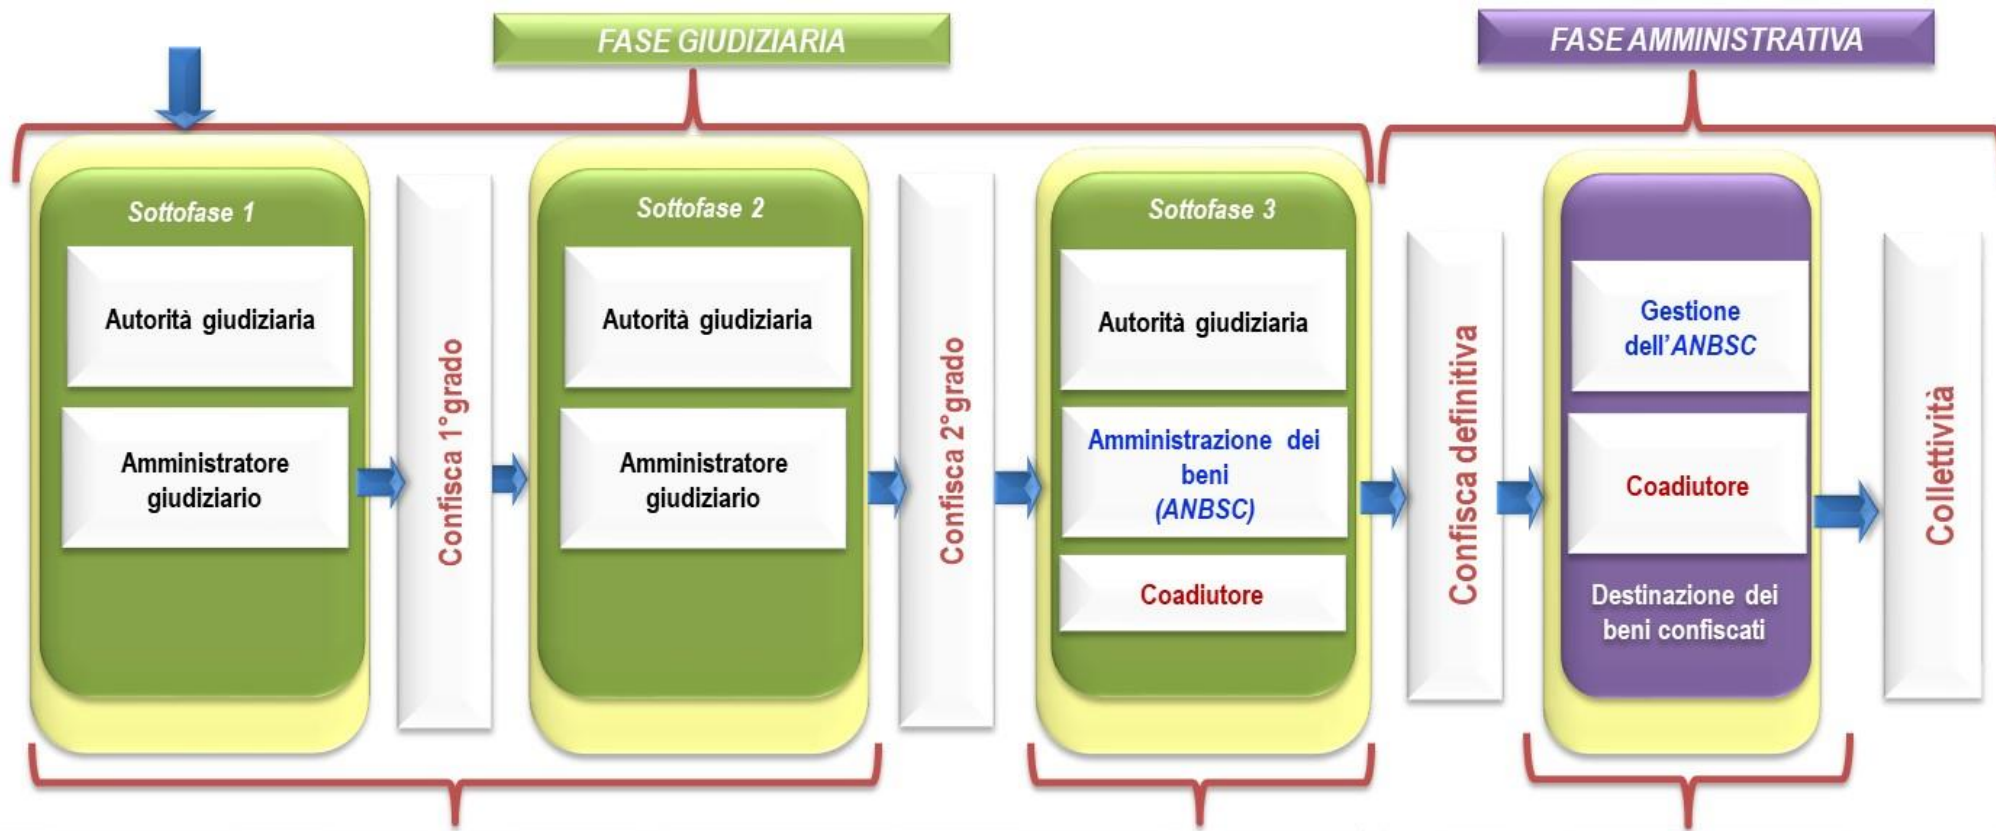 FASE GIUDIZIARIA
FASE AMMINISTRATIVA
Sottofase 1
Autorità giudiziaria
Amministratore
giudiziario
Confisca 1°grado
Sottofase 2
Autorità giudiziaria
Amministratore
giudiziario
Confisca 2°grado
Sottofase 3
Autorità giudiziaria
Amministrazione dei
beni
(ANBSC)
Coadiutore
Confisca definitiva
Gestione
dell'ANBSC
Coadiutore
Destinazione dei
beni confiscati
Collettività